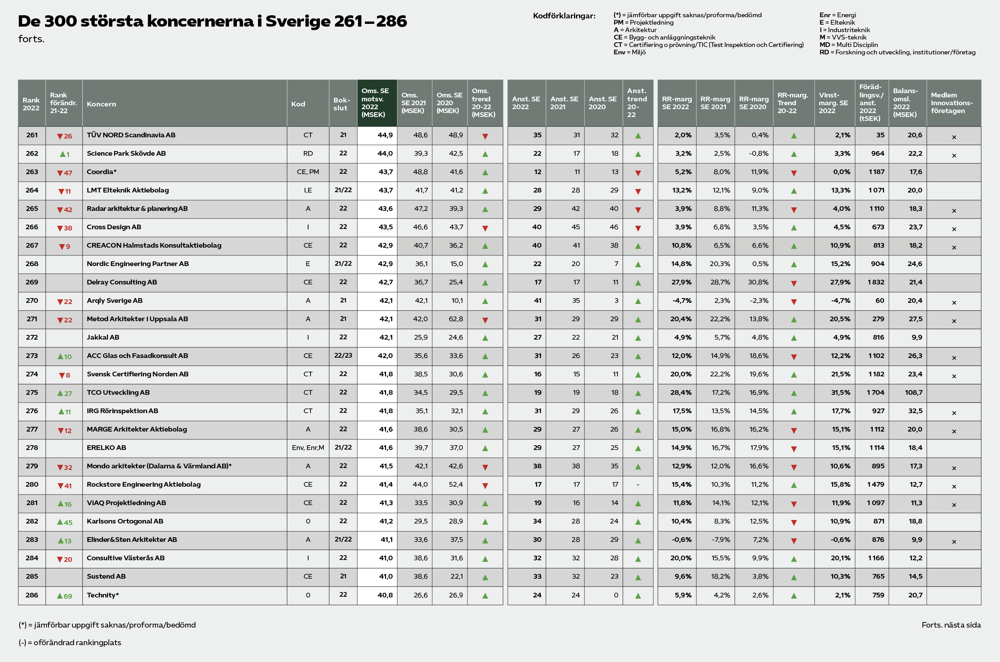 De 300 största koncernerna i Sverige 261–286
forts.
Kodförklaringar:
(*) = jämförbar uppgift saknas/proforma/bedömd
PM = Projektledning
A = Arkitektur
CE = Bygg- och anläggningsteknik
CT = Certifiering o prövning/TIC (Test Inspektion och Certifiering)
Env = Miljö
Enr = Energi
E = Elteknik
I = Industriteknik
M = VVS-teknik
MD = Multi Disciplin
RD = Forskning och utveckling, institutioner/företag
Rank 2022 | Rank förändr. 21-22 | Koncern | Kod | Bok-slut | Oms. SE motsv. 2022 (MSEK) | Oms. SE 2021 (MSEK) | Oms. SE 2020 (MSEK) | Oms. trend 20-22 (MSEK) | Anst. SE 2022 | Anst. SE 2021 | Anst. SE 2020 | Anst. trend 20-22 | RR-marg SE 2022 | RR-marg SE 2021 | RR-marg SE 2020 | RR-marg. Trend 20-22 | Vinst-marg. SE 2022 | Föräd-lingsv./anst. 2022 (tSEK) | Balans-omsl. 2022 (MSEK) | Medlem Innovations-företagen
261 ▼26 TÜV NORD Scandinavia AB CT 21 44,9 48,6 48,9 ▼ 35 31 32 ▲ 2,0% 3,5% 0,4% ▲ 2,1% 35 20,6 ×
262 ▲1 Science Park Skövde AB RD 22 44,0 39,3 42,5 ▲ 22 17 18 ▲ 3,2% 2,5% -0,8% ▲ 3,3% 964 22,2 ×
263 ▼47 Coordia* CE, PM 22 43,7 48,8 41,6 ▲ 12 11 13 ▼ 5,2% 8,0% 11,9% ▼ 0,0% 1 187 17,6
264 ▼11 LMT Elteknik Aktiebolag I,E 21/22 43,7 41,7 41,2 ▲ 28 28 29 ▼ 13,2% 12,1% 9,0% ▲ 13,3% 1 071 20,0
265 ▼42 Radar arkitektur & planering AB A 22 43,6 47,2 39,3 ▲ 29 42 40 ▼ 3,9% 8,8% 11,3% ▼ 4,0% 1 110 18,3 ×
266 ▼38 Cross Design AB I 22 43,5 46,6 43,7 ▼ 40 45 46 ▼ 3,9% 6,8% 3,5% ▲ 4,5% 673 23,7 ×
267 ▼9 CREACON Halmstads Konsultaktiebolag CE 22 42,9 40,7 36,2 ▲ 40 41 38 ▲ 10,8% 6,5% 6,6% ▲ 10,9% 813 18,2 ×
268 Nordic Engineering Partner AB E 21/22 42,9 36,1 15,0 ▲ 22 20 7 ▲ 14,8% 20,3% 0,5% ▲ 15,2% 904 24,6
269 Delray Consulting AB CE 22 42,7 36,7 25,4 ▲ 17 17 11 ▲ 27,9% 28,7% 30,8% ▼ 27,9% 1 832 21,4
270 ▼22 Arqly Sverige AB A 21 42,1 42,1 10,1 ▲ 41 35 3 ▲ -4,7% 2,3% -2,3% ▼ -4,7% 60 20,4 ×
271 ▼22 Metod Arkitekter i Uppsala AB A 21 42,1 42,0 62,8 ▼ 31 29 29 ▲ 20,4% 22,2% 13,8% ▲ 20,5% 279 27,5 ×
272 Jakkal AB I 22 42,1 25,9 24,6 ▲ 27 22 21 ▲ 4,9% 5,7% 4,8% ▲ 4,9% 816 9,9
273 ▲10 ACC Glas och Fasadkonsult AB CE 22/23 42,0 35,6 33,6 ▲ 31 26 23 ▲ 12,0% 14,9% 18,6% ▼ 12,2% 1 102 26,3 ×
274 ▼8 Svensk Certifiering Norden AB CT 22 41,8 38,5 30,6 ▲ 16 15 11 ▲ 20,0% 22,2% 19,6% ▲ 21,5% 1 182 23,4 ×
275 ▲27 TCO Utveckling AB CT 22 41,8 34,5 29,5 ▲ 19 19 18 ▲ 28,4% 17,2% 16,9% ▲ 31,5% 1 704 108,7
276 ▲11 IRG Rörinspektion AB CT 22 41,8 35,1 32,1 ▲ 31 29 26 ▲ 17,5% 13,5% 14,5% ▲ 17,7% 927 32,5 ×
277 ▼12 MARGE Arkitekter Aktiebolag A 22 41,6 38,6 30,5 ▲ 29 27 26 ▲ 15,0% 16,8% 16,2% ▼ 15,1% 1 112 20,0 ×
278 ERELKO AB Env, Enr,M 21/22 41,6 39,7 37,0 ▲ 29 27 25 ▲ 14,9% 16,7% 17,9% ▼ 15,1% 1 114 18,4
279 ▼32 Mondo arkitekter (Dalarna & Värmland AB)* A 22 41,5 42,1 42,6 ▼ 38 38 35 ▲ 12,9% 12,0% 16,6% ▼ 10,6% 895 17,3 ×
280 ▼41 Rockstore Engineering Aktiebolag CE 22 41,4 44,0 52,4 ▼ 17 17 17 - 15,4% 10,3% 11,2% ▲ 15,8% 1 479 12,7 ×
281 ▲16 ViAQ Projektledning AB CE 22 41,3 33,5 30,9 ▲ 19 16 14 ▲ 11,8% 14,1% 12,1% ▼ 11,9% 1 097 11,3 ×
282 ▲45 Karlsons Ortogonal AB 0 22 41,2 29,5 28,9 ▲ 34 28 24 ▲ 10,4% 8,3% 12,5% ▼ 10,9% 871 18,8
283 ▲13 Elinder&Sten Arkitekter AB A 21/22 41,1 33,6 37,5 ▲ 30 28 29 ▲ -0,6% -7,9% 7,2% ▼ -0,6% 876 9,9 ×
284 ▼20 Consultive Västerås AB I 22 41,0 38,6 31,6 ▲ 32 32 28 ▲ 20,0% 15,5% 9,9% ▲ 20,1% 1 166 12,2
285 Sustend AB CE 21 41,0 38,6 22,1 ▲ 33 32 23 ▲ 9,6% 18,2% 3,8% ▲ 10,3% 765 14,5
286 ▲69 Technity* 0 22 40,8 26,6 26,9 ▲ 24 24 0 ▲ 5,9% 4,2% 2,6% ▲ 2,1% 759 20,7
(*) = jämförbar uppgift saknas/proforma/bedömd
Forts. nästa sida
(-) = oförändrad rankingplats